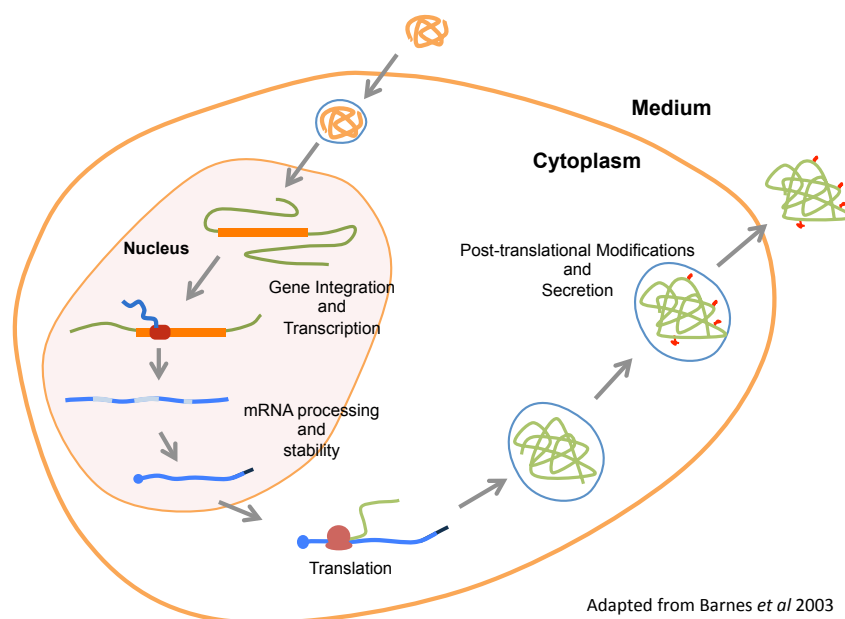 Medium
Cytoplasm
Nucleus
Post-translational Modifications
and
Secretion
Gene Integration
and
Transcription
mRNA processing
and
stability
Translation
Adapted from Barnes et al 2003